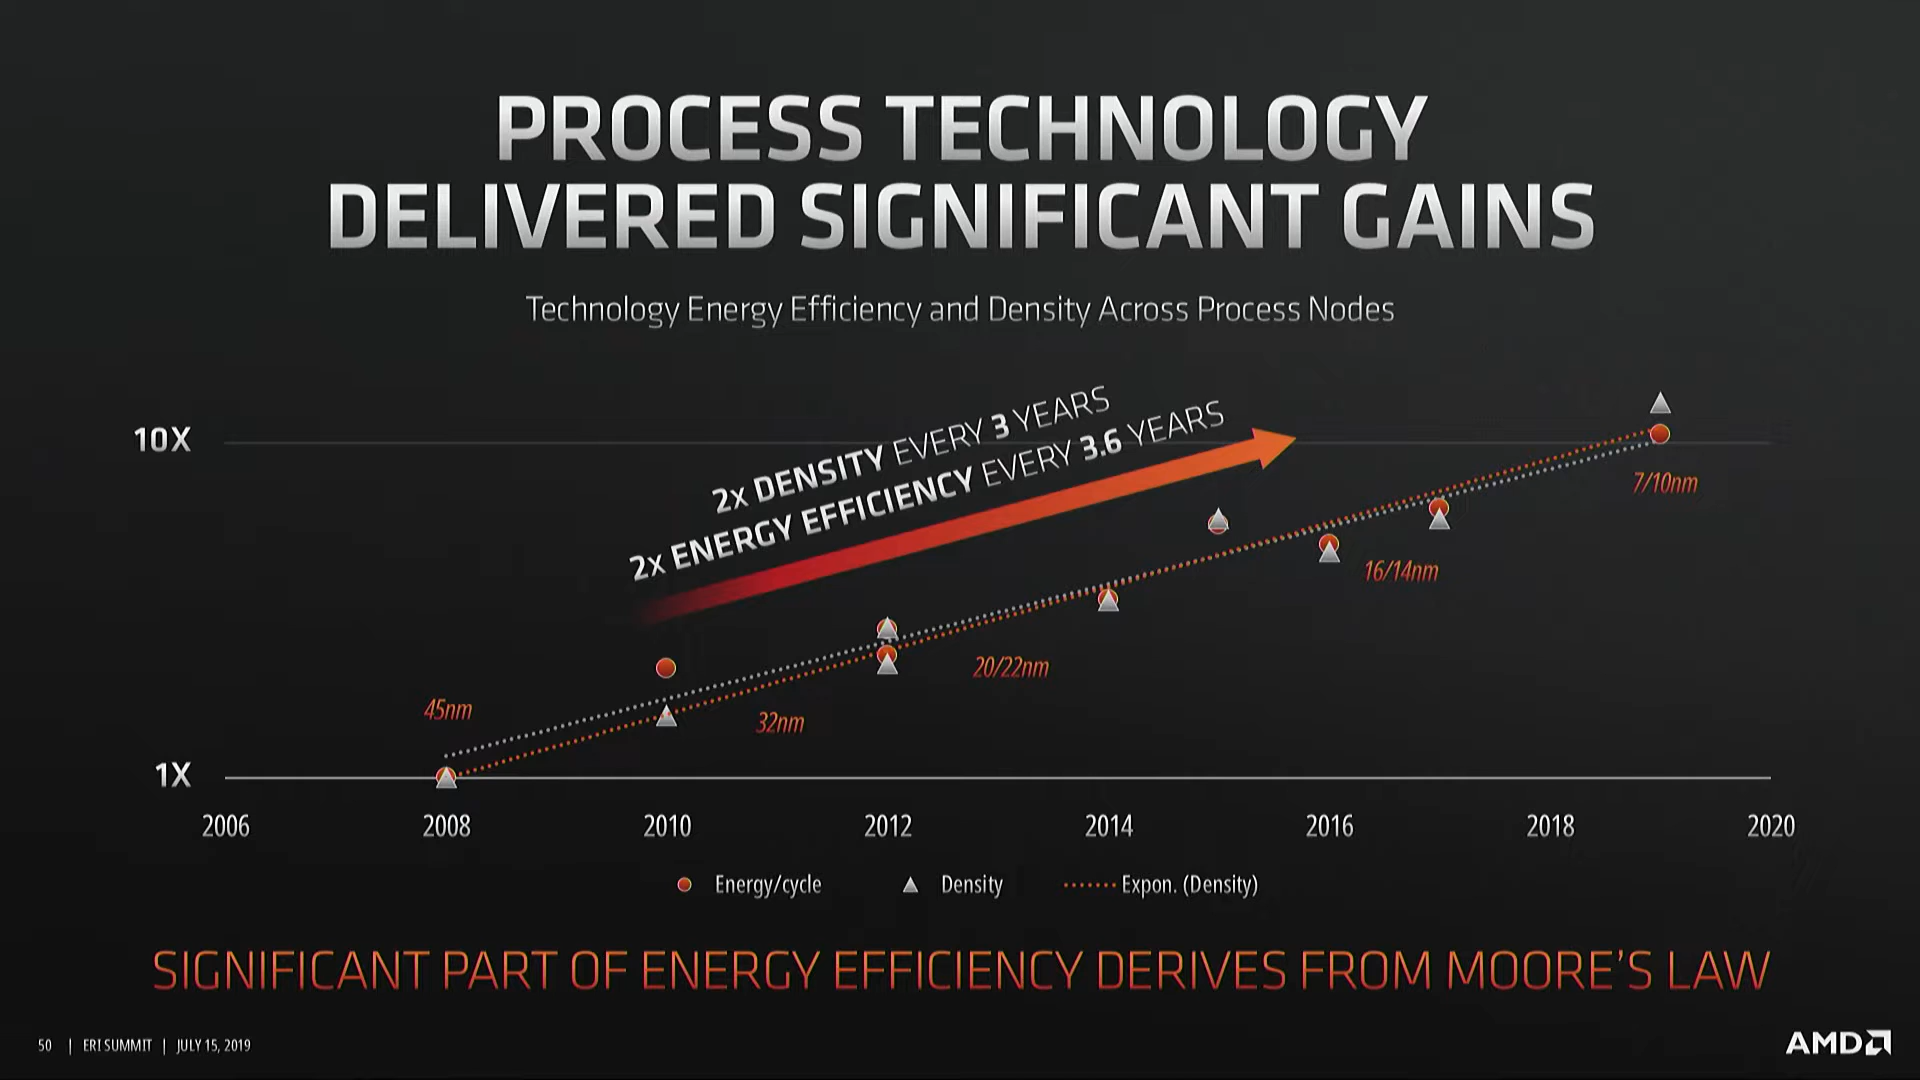 PROCESS TECHNOLOGY
DELIVERED SIGNIFICANT GAINS
Technology Energy Efficiency and Density Across Process Nodes
2x DENSITY EVERY 3 YEARS
2x ENERGY EFFICIENCY EVERY 3.6 YEARS
10X
7/10nm
16/14nm
20/22nm
45nm
32nm
1X
2006 2008 2010 2012 2014 2016 2018 2020
Energy/cycle Density Expon. (Density)
SIGNIFICANT PART OF ENERGY EFFICIENCY DERIVES FROM MOORE'S LAW
50 | ERI SUMMIT | JULY 15, 2019
AMD